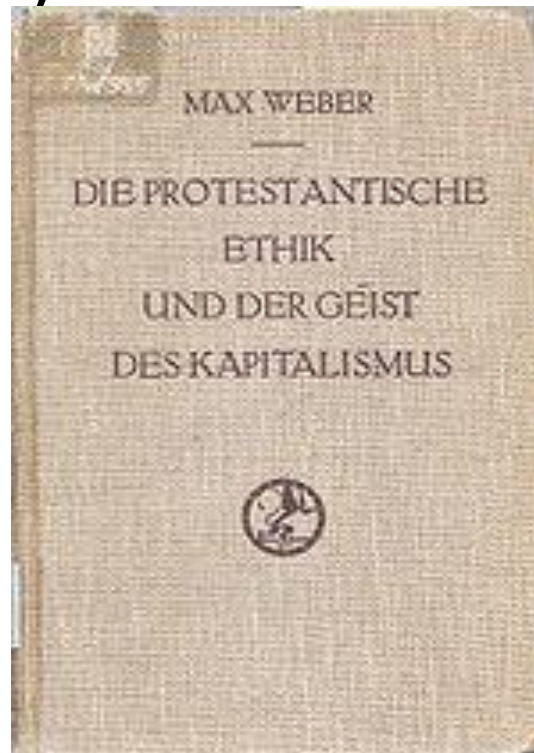 MAX WEBER
DIE PROTESTANTISCHE
ETHIK
UND DER GEIST
DES KAPITALISMUS